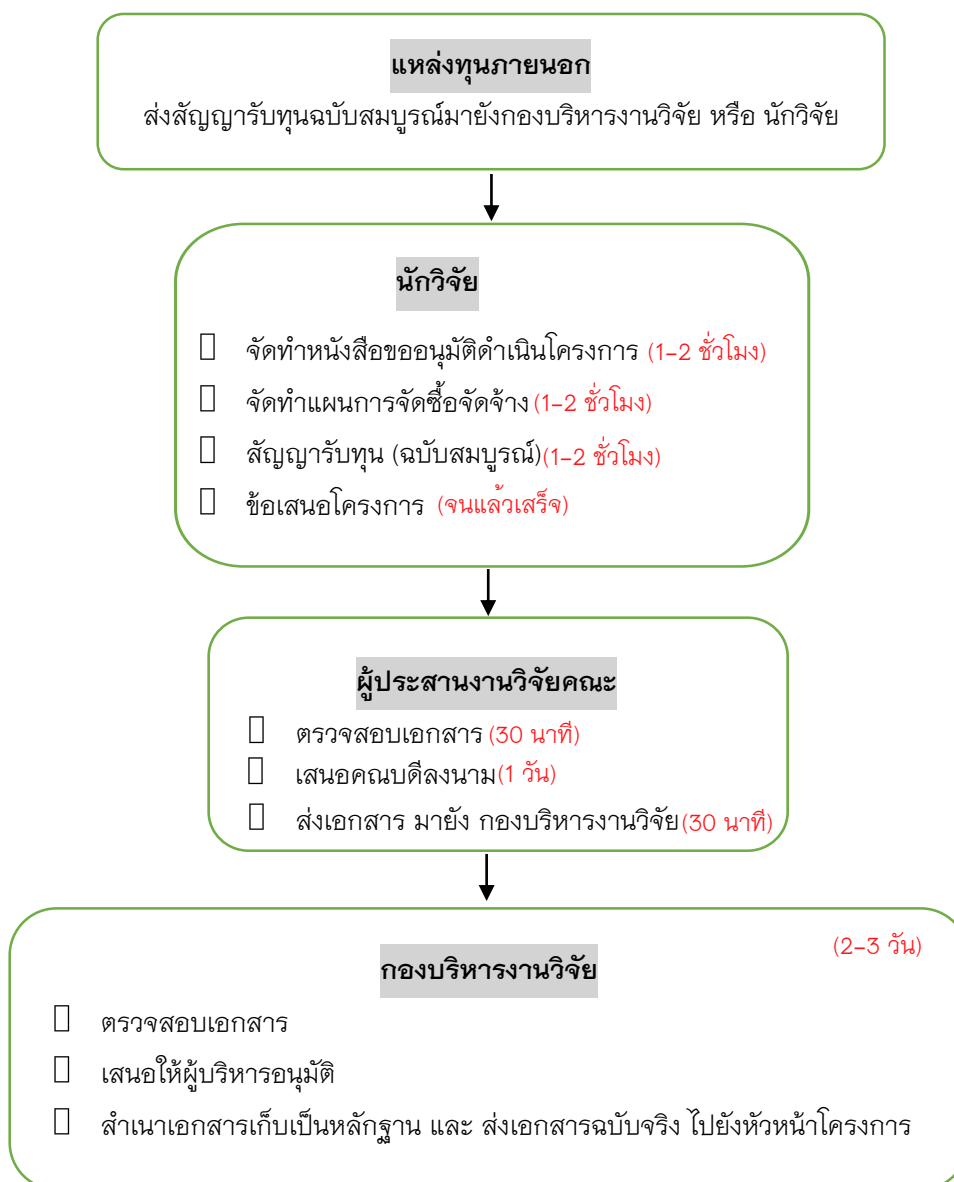 แหล่งทุนภายนอก
ส่งสัญญารับทุนฉบับสมบูรณ์มายังกองบริหารงานวิจัย หรือ นักวิจัย
นักวิจัย
จัดทำหนังสือขออนุมัติดำเนินโครงการ (1-2 ชั่วโมง)
จัดทำแผนการจัดซื้อจัดจ้าง (1-2 ชั่วโมง)
สัญญารับทุน (ฉบับสมบูรณ์) (1-2 ชั่วโมง)
ข้อเสนอโครงการ (จนแล้วเสร็จ)
ผู้ประสานงานวิจัยคณะ
ตรวจสอบเอกสาร (30 นาที)
เสนอคณบดีลงนาม (1 วัน)
ส่งเอกสาร มายัง กองบริหารงานวิจัย (30 นาที)
(2-3 วัน)
กองบริหารงานวิจัย
ตรวจสอบเอกสาร
เสนอให้ผู้บริหารอนุมัติ
สำเนาเอกสารเก็บเป็นหลักฐาน และ ส่งเอกสารฉบับจริง ไปยังหัวหน้าโครงการ